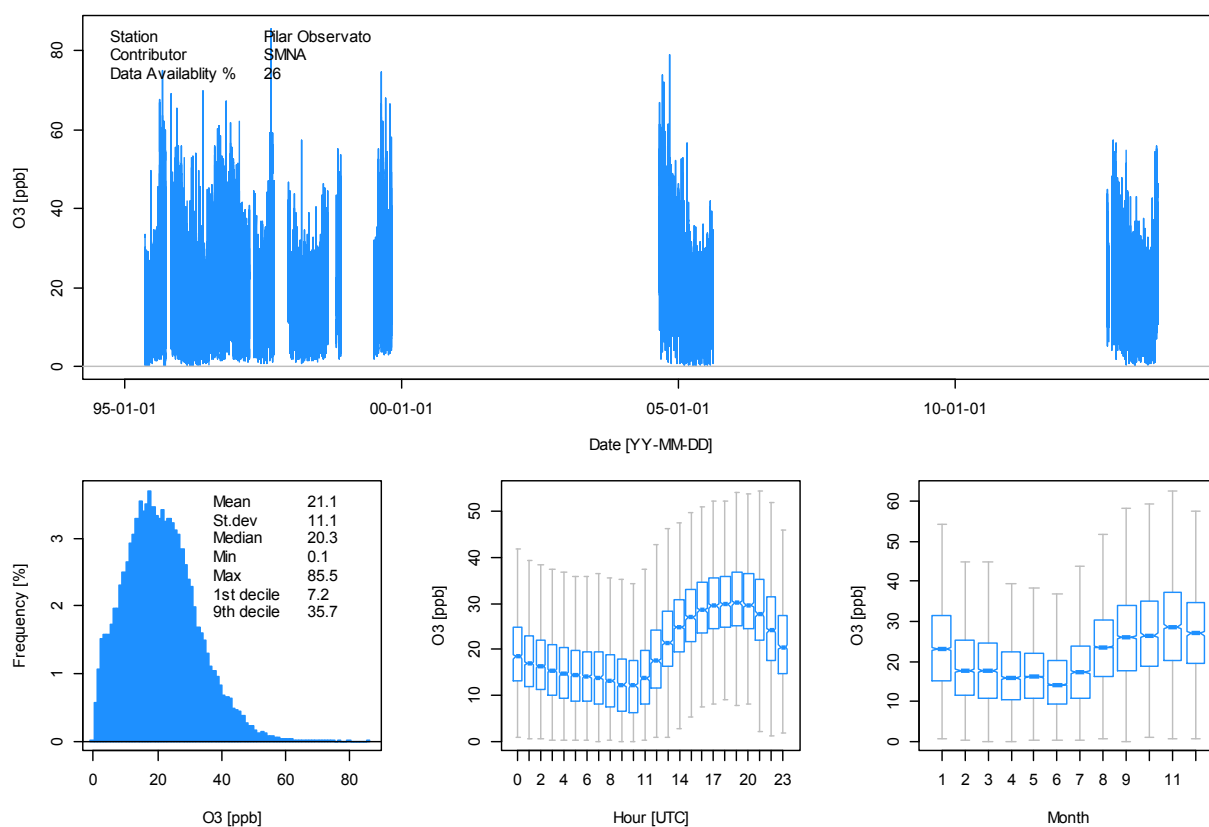 Station Pilar Observato
Contributor SMNA
Data Availablity % 26
80
60
40
20
0
O3 [ppb]
95-01-01 00-01-01 05-01-01 10-01-01
Date [YY-MM-DD]
Mean 21.1
St.dev 11.1
Median 20.3
Min 0.1
Max 85.5
1st decile 7.2
9th decile 35.7
3
2
1
0
Frequency [%]
0 20 40 60 80
O3 [ppb]
50
40
30
20
10
0
O3 [ppb]
0 2 4 6 8 11 14 17 20 23
Hour [UTC]
60
50
40
30
20
10
0
O3 [ppb]
1 2 3 4 5 6 7 8 9 11
Month